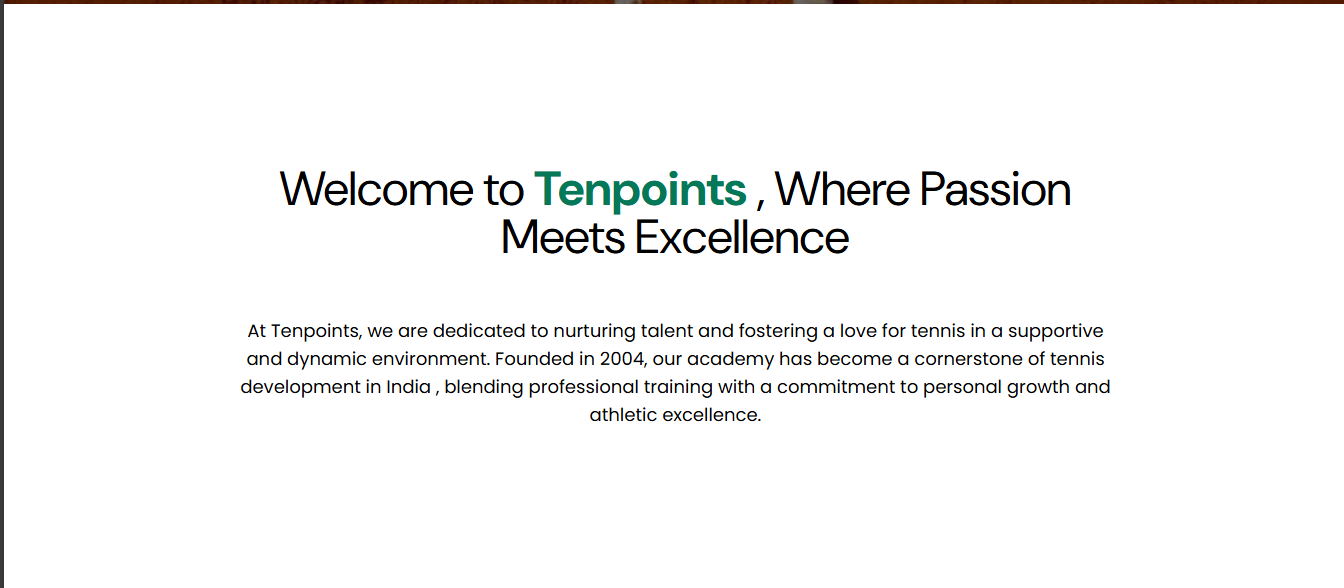 Welcome to Tenpoints , Where Passion
Meets Excellence
At Tenpoints, we are dedicated to nurturing talent and fostering a love for tennis in a supportive
and dynamic environment. Founded in 2004, our academy has become a cornerstone of tennis
development in India , blending professional training with a commitment to personal growth and
athletic excellence.